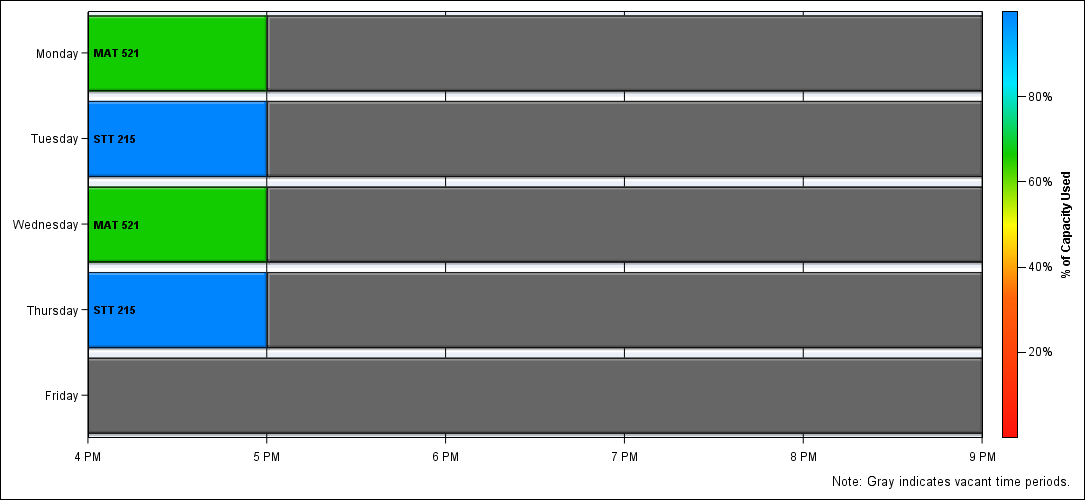 Monday
MAT 521
Tuesday
STT 215
Wednesday
MAT 521
Thursday
STT 215
Friday
4 PM 5 PM 6 PM 7 PM 8 PM 9 PM
80%
60%
40%
20%
% of Capacity Used
Note: Gray indicates vacant time periods.